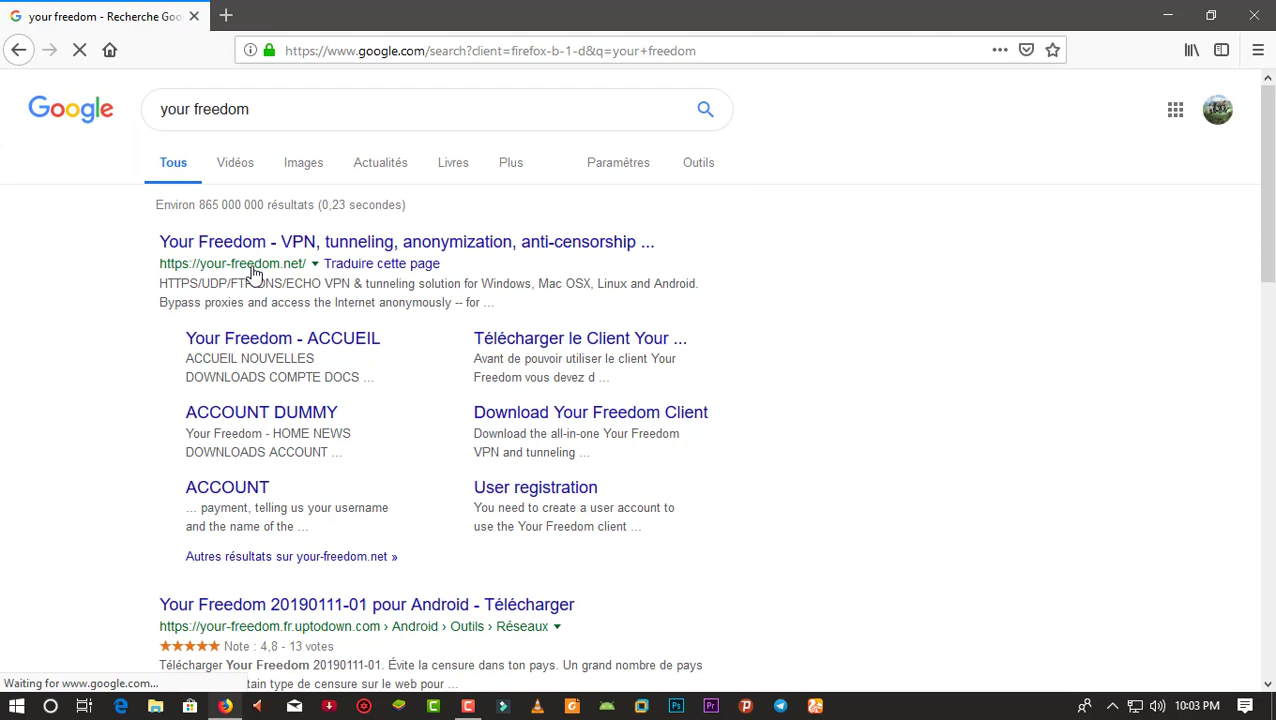 your freedom - Recherche Goo
https://www.google.com/search?client=firefox-b-1-d&q=your+freedom
Google
your freedom
Tous Vidéos Images Actualités Livres Plus Paramètres Outils
Environ 865 000 000 résultats (0,23 secondes)
Your Freedom - VPN, tunneling, anonymization, anti-censorship ...
https://your-freedom.net/ Traduire cette page
HTTPS/UDP/FTP/DNS/ECHO VPN & tunneling solution for Windows, Mac OSX, Linux and Android.
Bypass proxies and access the Internet anonymously -- for ...
Your Freedom - ACCUEIL
ACCUEIL NOUVELLES
DOWNLOADS COMPTE DOCS ...
Télécharger le Client Your ...
Avant de pouvoir utiliser le client Your
Freedom vous devez d ...
ACCOUNT DUMMY
Your Freedom - HOME NEWS
DOWNLOADS ACCOUNT ...
Download Your Freedom Client
Download the all-in-one Your Freedom
VPN and tunneling ...
ACCOUNT
... payment, telling us your username
and the name of the ...
User registration
You need to create a user account to
use the Your Freedom client ...
Autres résultats sur your-freedom.net »
Your Freedom 20190111-01 pour Android - Télécharger
https://your-freedom.fr.uptodown.com › Android › Outils › Réseaux
Note : 4,8 - 13 votes
Télécharger Your Freedom 20190111-01. Évite la censure dans ton pays. Un grand nombre de pays
tain type de censure sur le web pour ...
Waiting for www.google.com...
Ps
Pr
10:03 PM